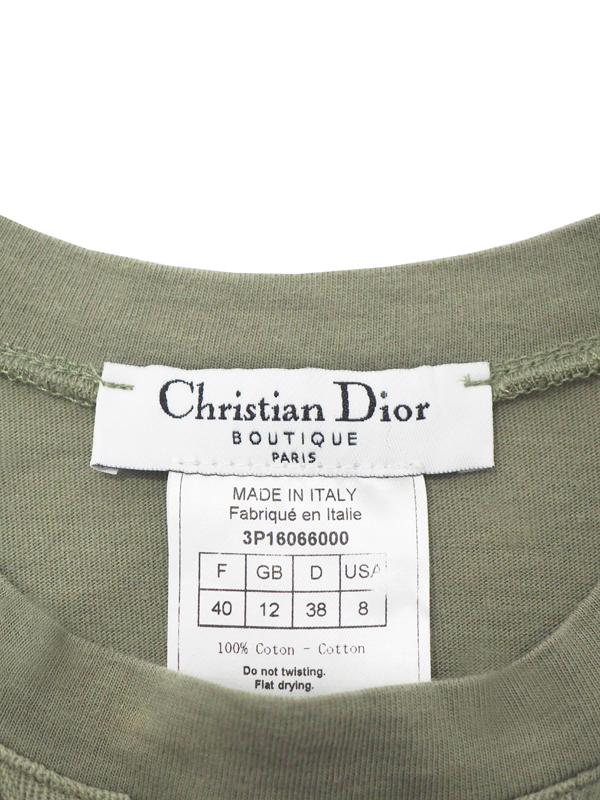 Christian Dior
BOUTIQUE
PARIS
MADE IN ITALY
Fabriqué en Italie
3P16066000
F GB D USA
40 12 38 8
100% Coton - Cotton
Do not twisting.
Flat drying.